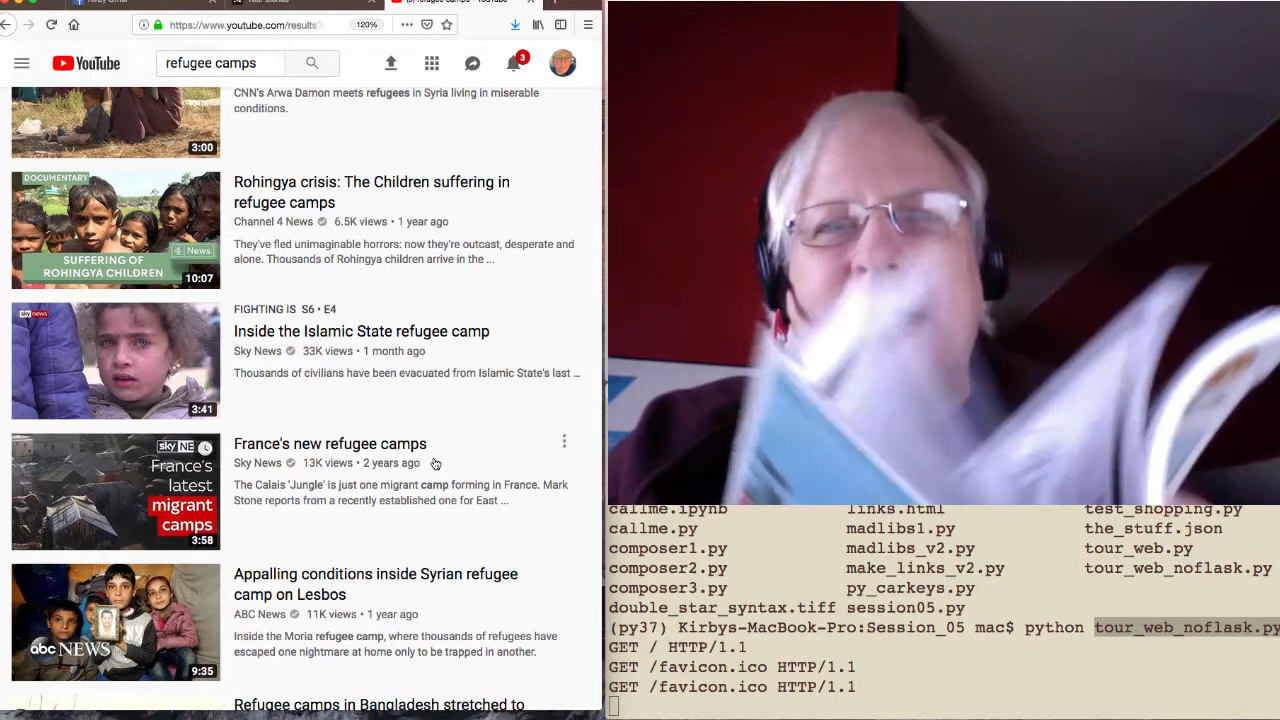 https://www.youtube.com/results?
120%
YouTube
refugee camps
3
CNN's Arwa Damon meets refugees in Syria living in miserable
conditions.
3:00
DOCUMENTARY
4 News
SUFFERING OF
ROHINGYA CHILDREN
10:07
Rohingya crisis: The Children suffering in
refugee camps
Channel 4 News 6.5K views • 1 year ago
They've fled unimaginable horrors: now they're outcast, desperate and
alone. Thousands of Rohingya children arrive in the ...
sky news
3:41
FIGHTING IS S6 • E4
Inside the Islamic State refugee camp
Sky News 33K views • 1 month ago
Thousands of civilians have been evacuated from Islamic State's last ...
sky NE
France's
latest
migrant
camps
3:58
France's new refugee camps
Sky News 13K views • 2 years ago
The Calais 'Jungle' is just one migrant camp forming in France. Mark
Stone reports from a recently established one for East ...
abc NEWS
9:35
Appalling conditions inside Syrian refugee
camp on Lesbos
ABC News 11K views • 1 year ago
Inside the Moria refugee camp, where thousands of refugees have
escaped one nightmare at home only to be trapped in another.
Refugee camps in Bangladesh stretched to
callme.ipynb links.html test_shopping.py
callme.py madlibs1.py the_stuff.json
composer1.py madlibs_v2.py tour_web.py
composer2.py make_links_v2.py tour_web_noflask.py
composer3.py py_carkeys.py
double_star_syntax.tiff session05.py
(py37) Kirbys-MacBook-Pro:Session_05 mac$ python tour_web_noflask.py
GET / HTTP/1.1
GET /favicon.ico HTTP/1.1
GET /favicon.ico HTTP/1.1